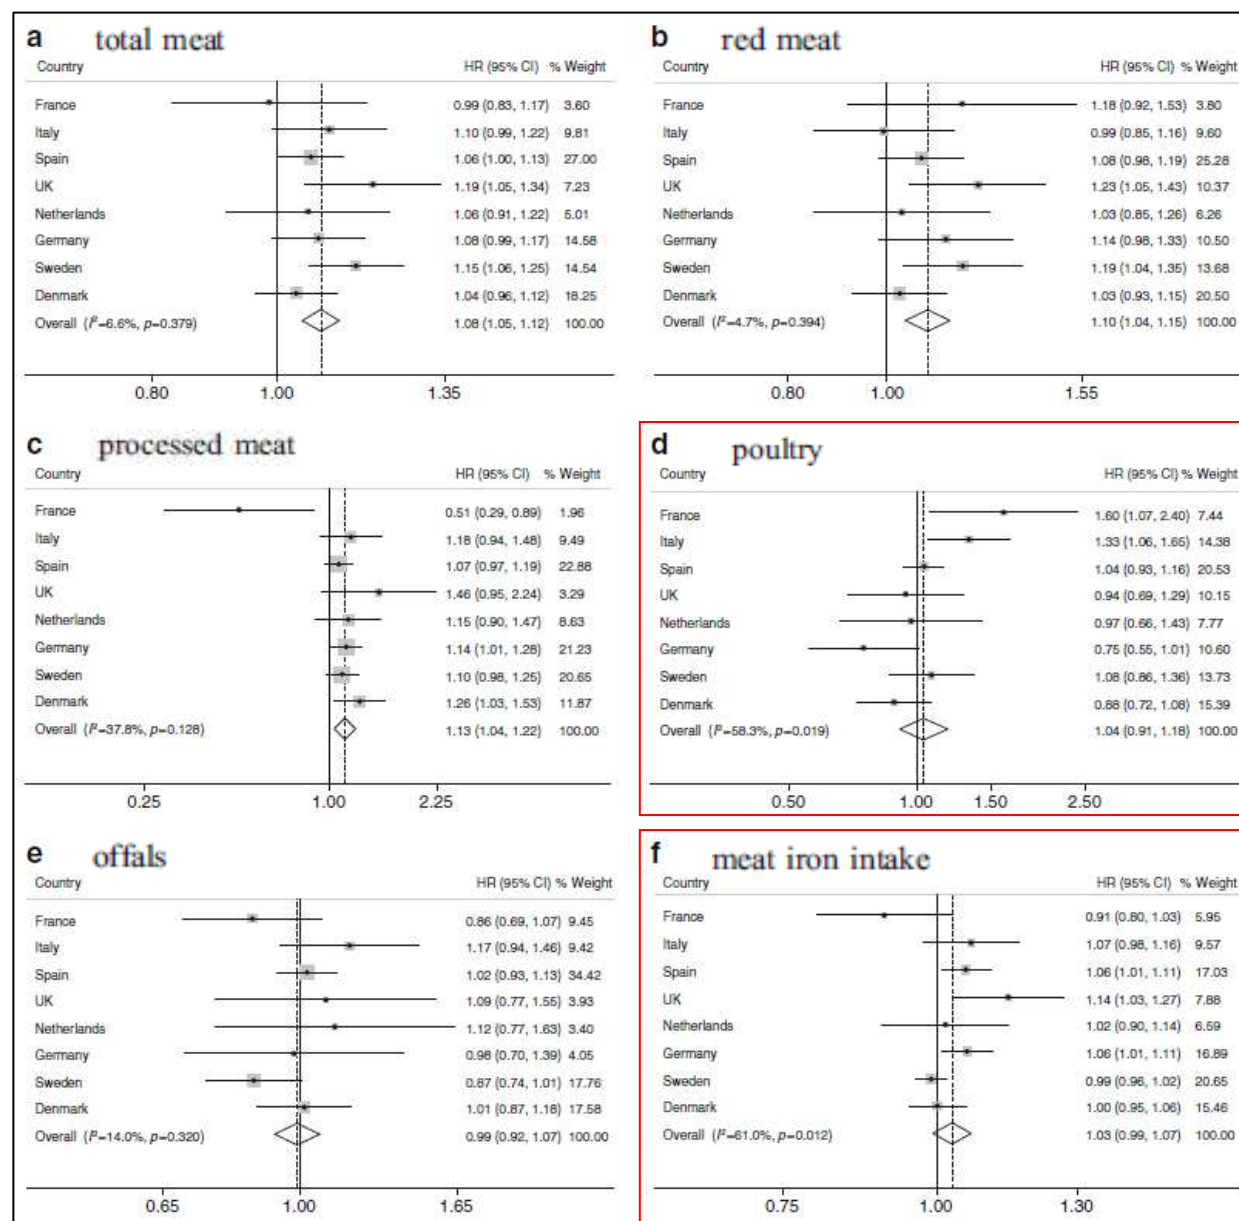 a total meat
Country HR (95% CI) % Weight
France 0.99 (0.83, 1.17) 3.60
Italy 1.10 (0.99, 1.22) 9.81
Spain 1.06 (1.00, 1.13) 27.00
UK 1.19 (1.05, 1.34) 7.23
Netherlands 1.06 (0.91, 1.22) 5.01
Germany 1.08 (0.99, 1.17) 14.58
Sweden 1.15 (1.06, 1.25) 14.54
Denmark 1.04 (0.96, 1.12) 18.25
Overall (I²=6.6%, p=0.379) 1.08 (1.05, 1.12) 100.00
0.80 1.00 1.35
b red meat
Country HR (95% CI) % Weight
France 1.18 (0.92, 1.53) 3.80
Italy 0.99 (0.85, 1.16) 9.60
Spain 1.08 (0.98, 1.19) 25.28
UK 1.23 (1.05, 1.43) 10.37
Netherlands 1.03 (0.85, 1.26) 6.26
Germany 1.14 (0.98, 1.33) 10.50
Sweden 1.19 (1.04, 1.35) 13.68
Denmark 1.03 (0.93, 1.15) 20.50
Overall (I²=4.7%, p=0.394) 1.10 (1.04, 1.15) 100.00
0.80 1.00 1.55
c processed meat
Country HR (95% CI) % Weight
France 0.51 (0.29, 0.89) 1.96
Italy 1.18 (0.94, 1.48) 9.49
Spain 1.07 (0.97, 1.19) 22.88
UK 1.46 (0.95, 2.24) 3.29
Netherlands 1.15 (0.90, 1.47) 8.63
Germany 1.14 (1.01, 1.28) 21.23
Sweden 1.10 (0.98, 1.25) 20.65
Denmark 1.26 (1.03, 1.53) 11.87
Overall (I²=37.8%, p=0.128) 1.13 (1.04, 1.22) 100.00
0.25 1.00 2.25
d poultry
Country HR (95% CI) % Weight
France 1.60 (1.07, 2.40) 7.44
Italy 1.33 (1.06, 1.65) 14.38
Spain 1.04 (0.93, 1.16) 20.53
UK 0.94 (0.69, 1.29) 10.15
Netherlands 0.97 (0.66, 1.43) 7.77
Germany 0.75 (0.55, 1.01) 10.60
Sweden 1.08 (0.86, 1.36) 13.73
Denmark 0.88 (0.72, 1.08) 15.39
Overall (I²=58.3%, p=0.019) 1.04 (0.91, 1.18) 100.00
0.50 1.00 1.50 2.50
e offals
Country HR (95% CI) % Weight
France 0.86 (0.69, 1.07) 9.45
Italy 1.17 (0.94, 1.46) 9.42
Spain 1.02 (0.93, 1.13) 34.42
UK 1.09 (0.77, 1.55) 3.93
Netherlands 1.12 (0.77, 1.63) 3.40
Germany 0.98 (0.70, 1.39) 4.05
Sweden 0.87 (0.74, 1.01) 17.76
Denmark 1.01 (0.87, 1.18) 17.58
Overall (I²=14.0%, p=0.320) 0.99 (0.92, 1.07) 100.00
0.65 1.00 1.65
f meat iron intake
Country HR (95% CI) % Weight
France 0.91 (0.80, 1.03) 5.95
Italy 1.07 (0.98, 1.16) 9.57
Spain 1.06 (1.01, 1.11) 17.03
UK 1.14 (1.03, 1.27) 7.88
Netherlands 1.02 (0.90, 1.14) 6.59
Germany 1.06 (1.01, 1.11) 16.89
Sweden 0.99 (0.96, 1.02) 20.65
Denmark 1.00 (0.95, 1.06) 15.46
Overall (I²=61.0%, p=0.012) 1.03 (0.99, 1.07) 100.00
0.75 1.00 1.30